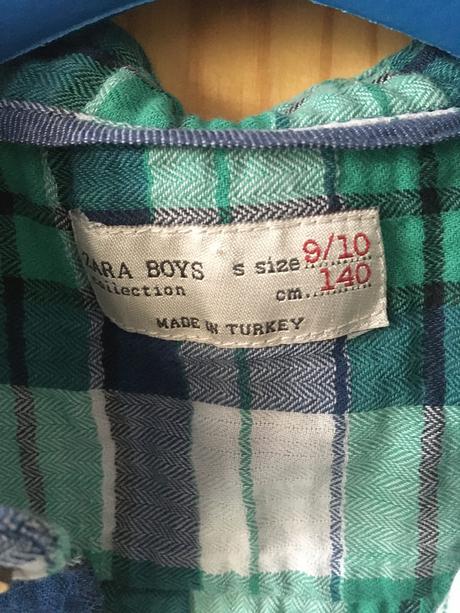 ZARA BOYS
collection
s size 9/10
cm. 140
MADE IN TURKEY